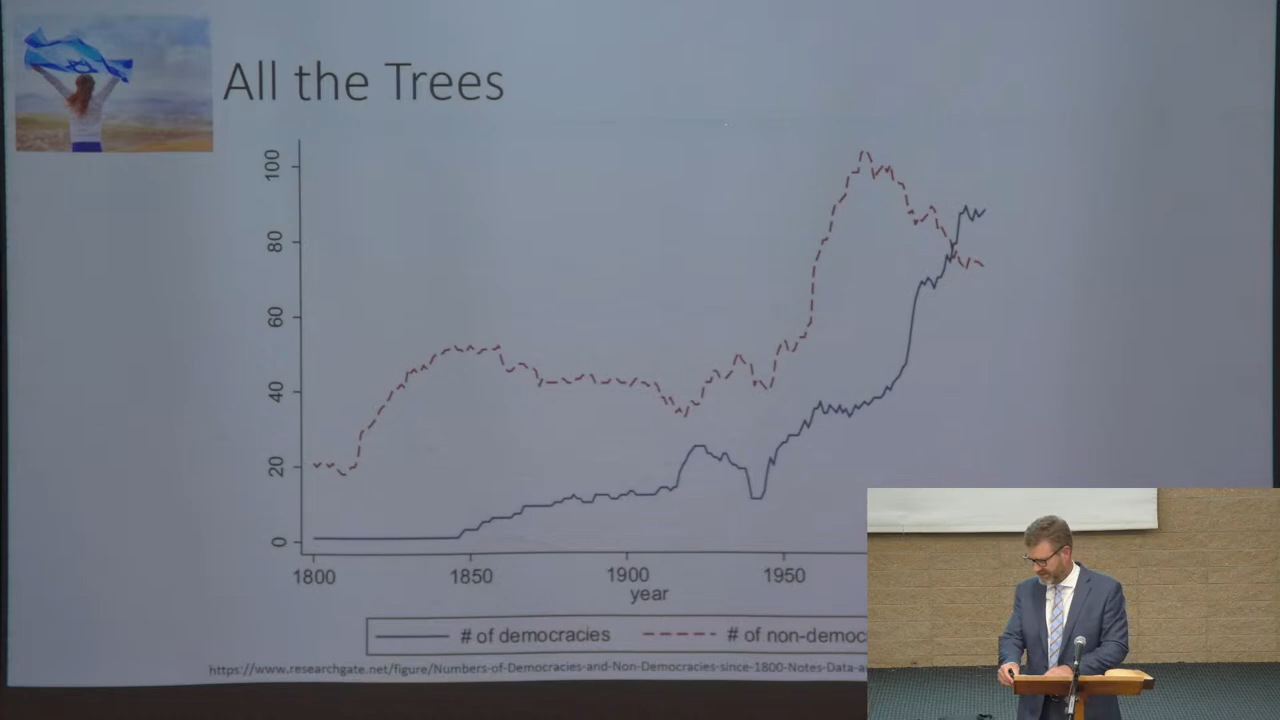 All the Trees
100
80
60
40
20
0
1800 1850 1900 1950
year
# of democracies # of non-democ
https://www.researchgate.net/figure/Numbers-of-Democracies-and-Non-Democracies-since-1800-Notes-Data-a